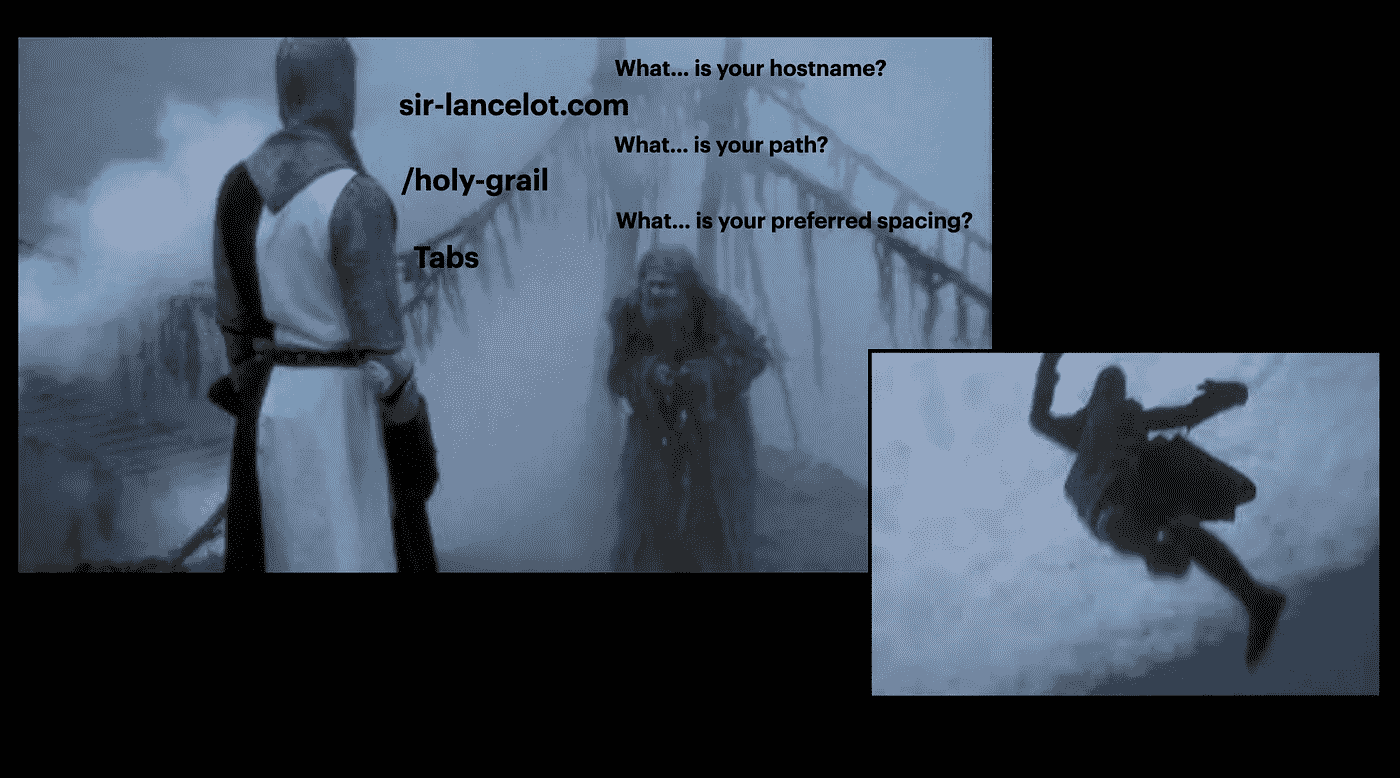 What... is your hostname?
sir-lancelot.com
What... is your path?
/holy-grail
What... is your preferred spacing?
Tabs